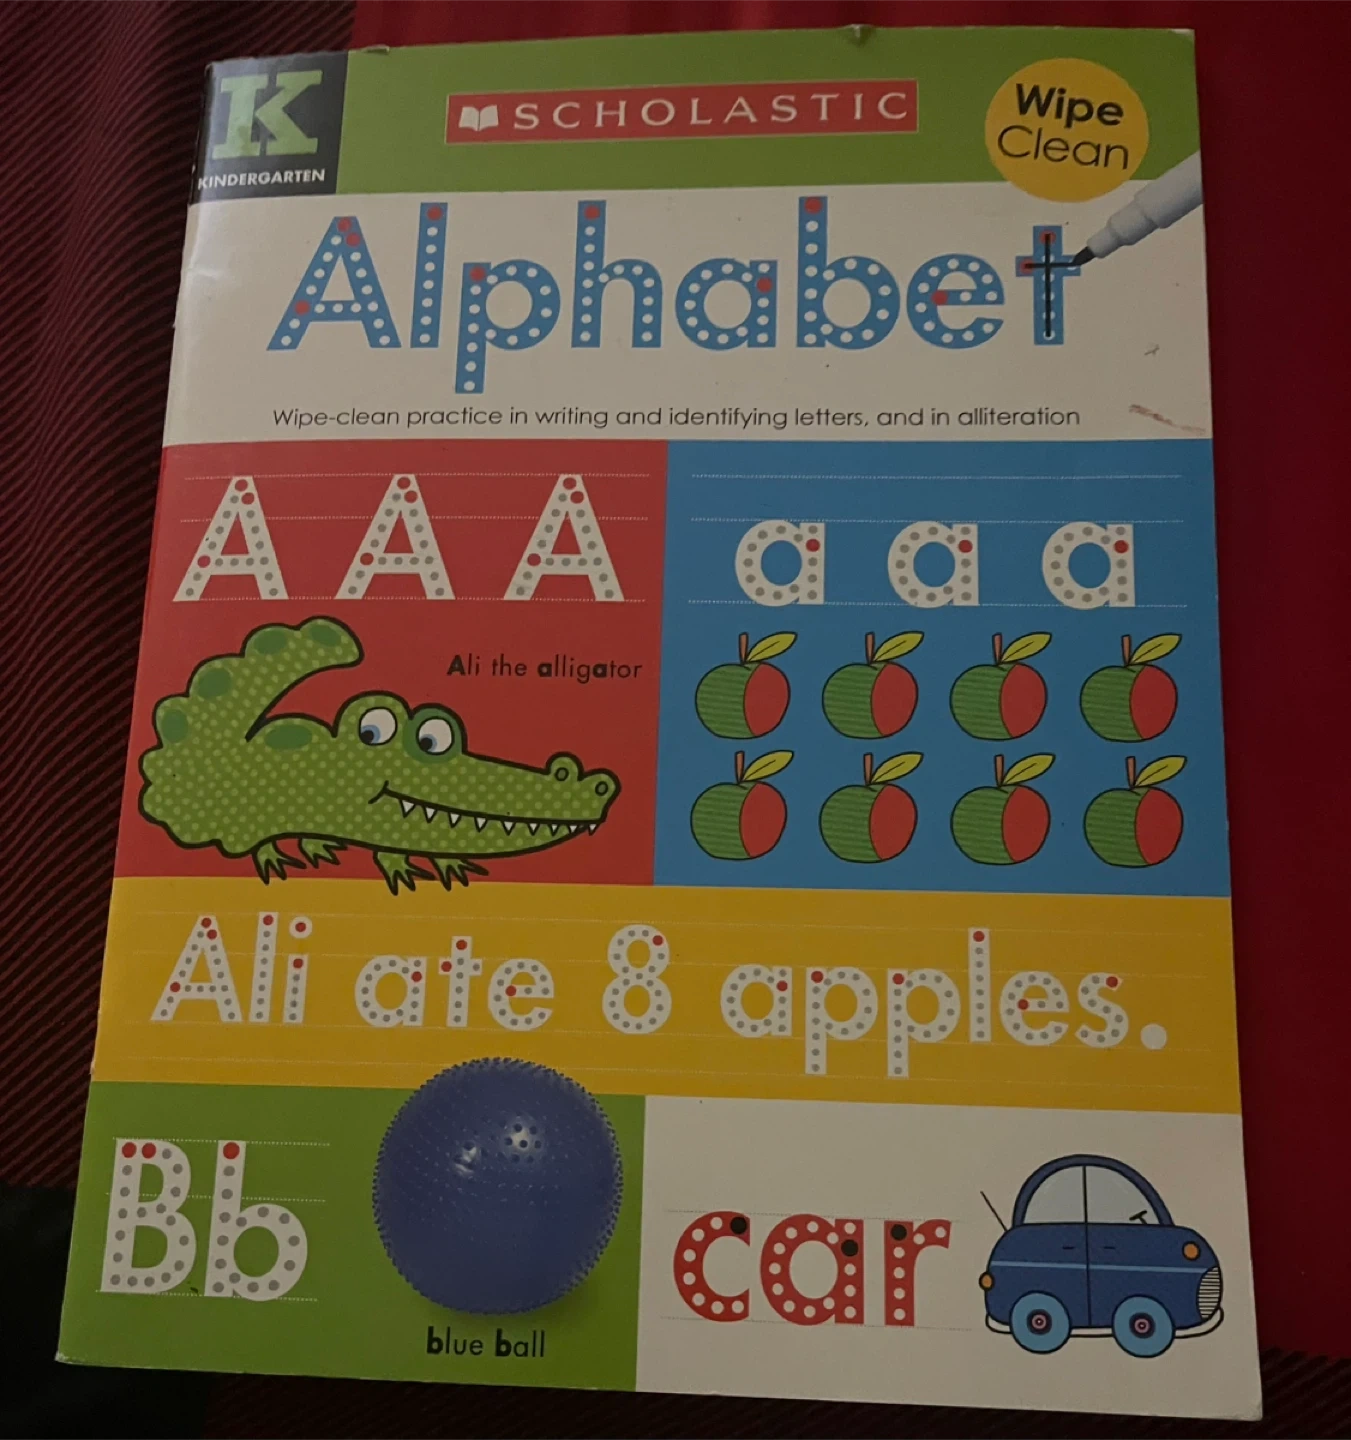 K
KINDERGARTEN
SCHOLASTIC
Wipe
Clean
Alphabet
Wipe-clean practice in writing and identifying letters, and in alliteration
A A A
a a a
Ali the alligator
Ali ate 8 apples.
Bb
blue ball
car